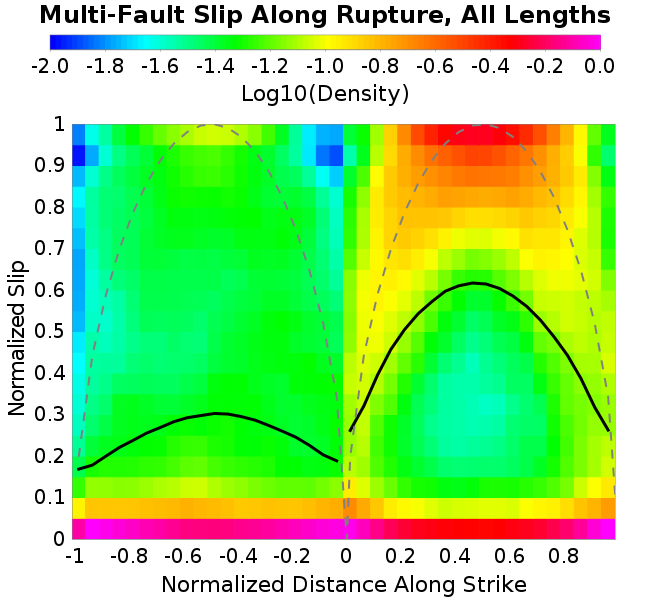 Multi-Fault Slip Along Rupture, All Lengths
-2.0 -1.8 -1.6 -1.4 -1.2 -1.0 -0.8 -0.6 -0.4 -0.2 0.0
Log10(Density)
1
0.9
0.8
0.7
0.6
0.5
0.4
0.3
0.2
0.1
0
Normalized Slip
-1 -0.8 -0.6 -0.4 -0.2 0 0.2 0.4 0.6 0.8
Normalized Distance Along Strike